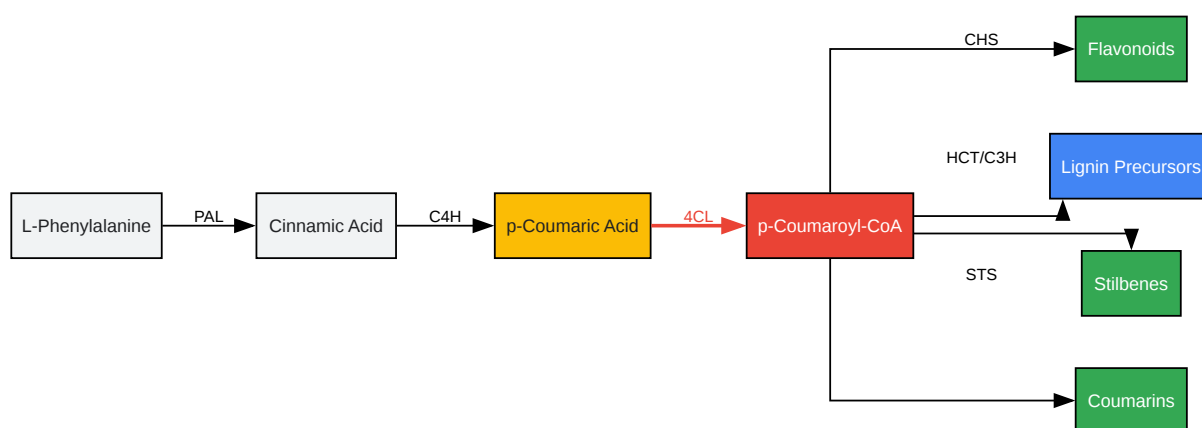 CHS
Flavonoids
HCT/C3H
Lignin Precursors
L-Phenylalanine
PAL
Cinnamic Acid
C4H
p-Coumaric Acid
4CL
p-Coumaroyl-CoA
STS
Stilbenes
Coumarins